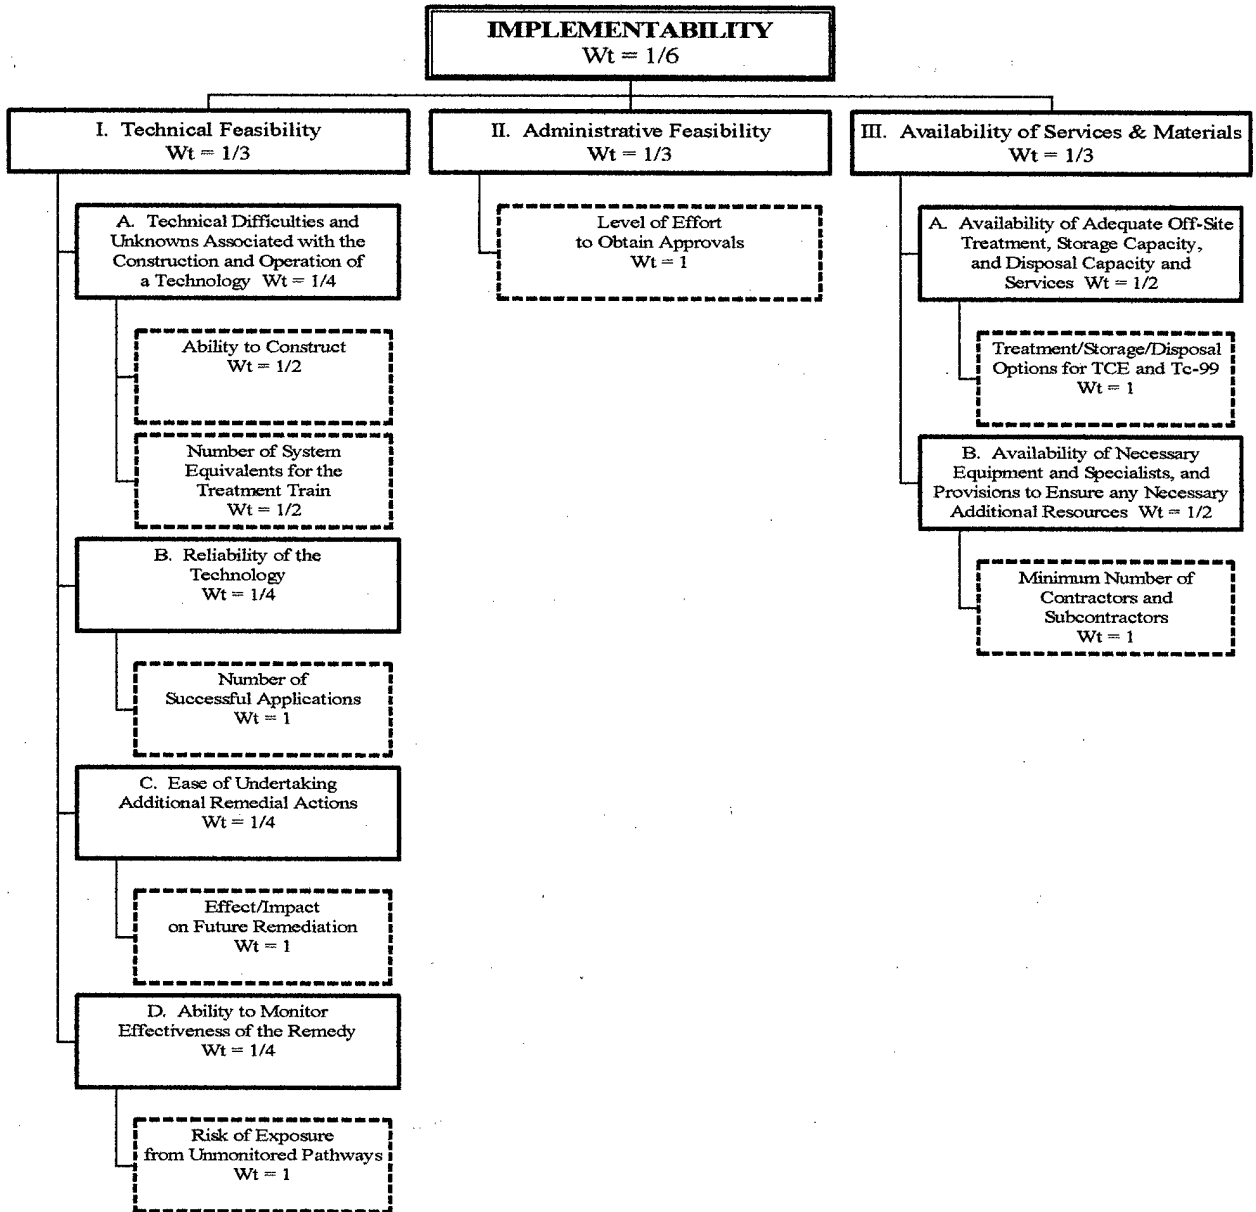 IMPLEMENTABILITY
Wt = 1/6
I. Technical Feasibility
Wt = 1/3
A. Technical Difficulties and
Unknowns Associated with the
Construction and Operation of
a Technology Wt = 1/4
Ability to Construct
Wt = 1/2
Number of System
Equivalents for the
Treatment Train
Wt = 1/2
B. Reliability of the
Technology
Wt = 1/4
Number of
Successful Applications
Wt = 1
C. Ease of Undertaking
Additional Remedial Actions
Wt = 1/4
Effect/Impact
on Future Remediation
Wt = 1
D. Ability to Monitor
Effectiveness of the Remedy
Wt = 1/4
Risk of Exposure
from Unmonitored Pathways
Wt = 1
II. Administrative Feasibility
Wt = 1/3
Level of Effort
to Obtain Approvals
Wt = 1
III. Availability of Services & Materials
Wt = 1/3
A. Availability of Adequate Off-Site
Treatment, Storage Capacity,
and Disposal Capacity and
Services Wt = 1/2
Treatment/Storage/Disposal
Options for TCE and Tc-99
Wt = 1
B. Availability of Necessary
Equipment and Specialists, and
Provisions to Ensure any Necessary
Additional Resources Wt = 1/2
Minimum Number of
Contractors and
Subcontractors
Wt = 1